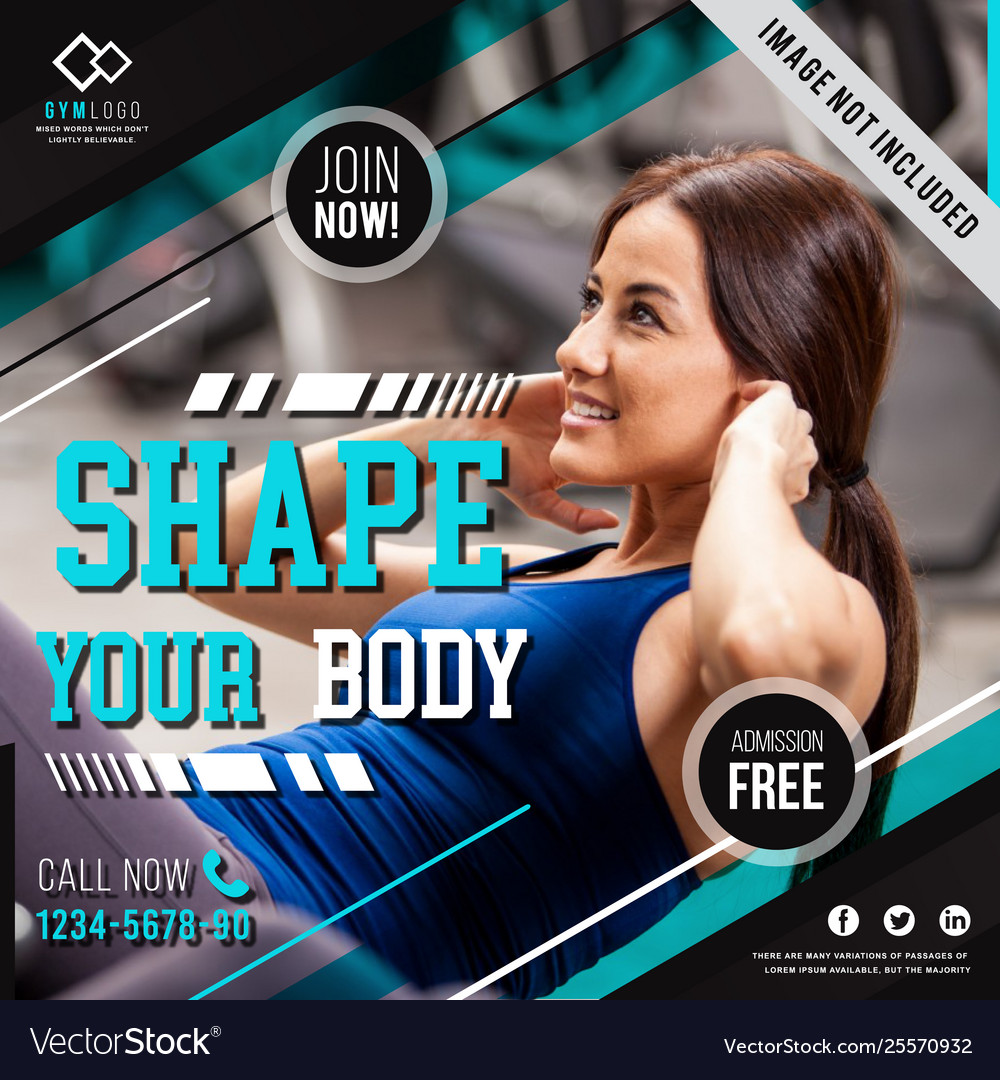 GYMLOGO
MISED WORDS WHICH DON'T
LIGHTLY BELIEVABLE.
IMAGE NOT INCLUDED
JOIN
NOW!
SHAPE
YOUR BODY
ADMISSION
FREE
CALL NOW
1234-5678-90
f in
THERE ARE MANY VARIATIONS OF PASSAGES OF
LOREM IPSUM AVAILABLE, BUT THE MAJORITY
VectorStock®
VectorStock.com/25570932